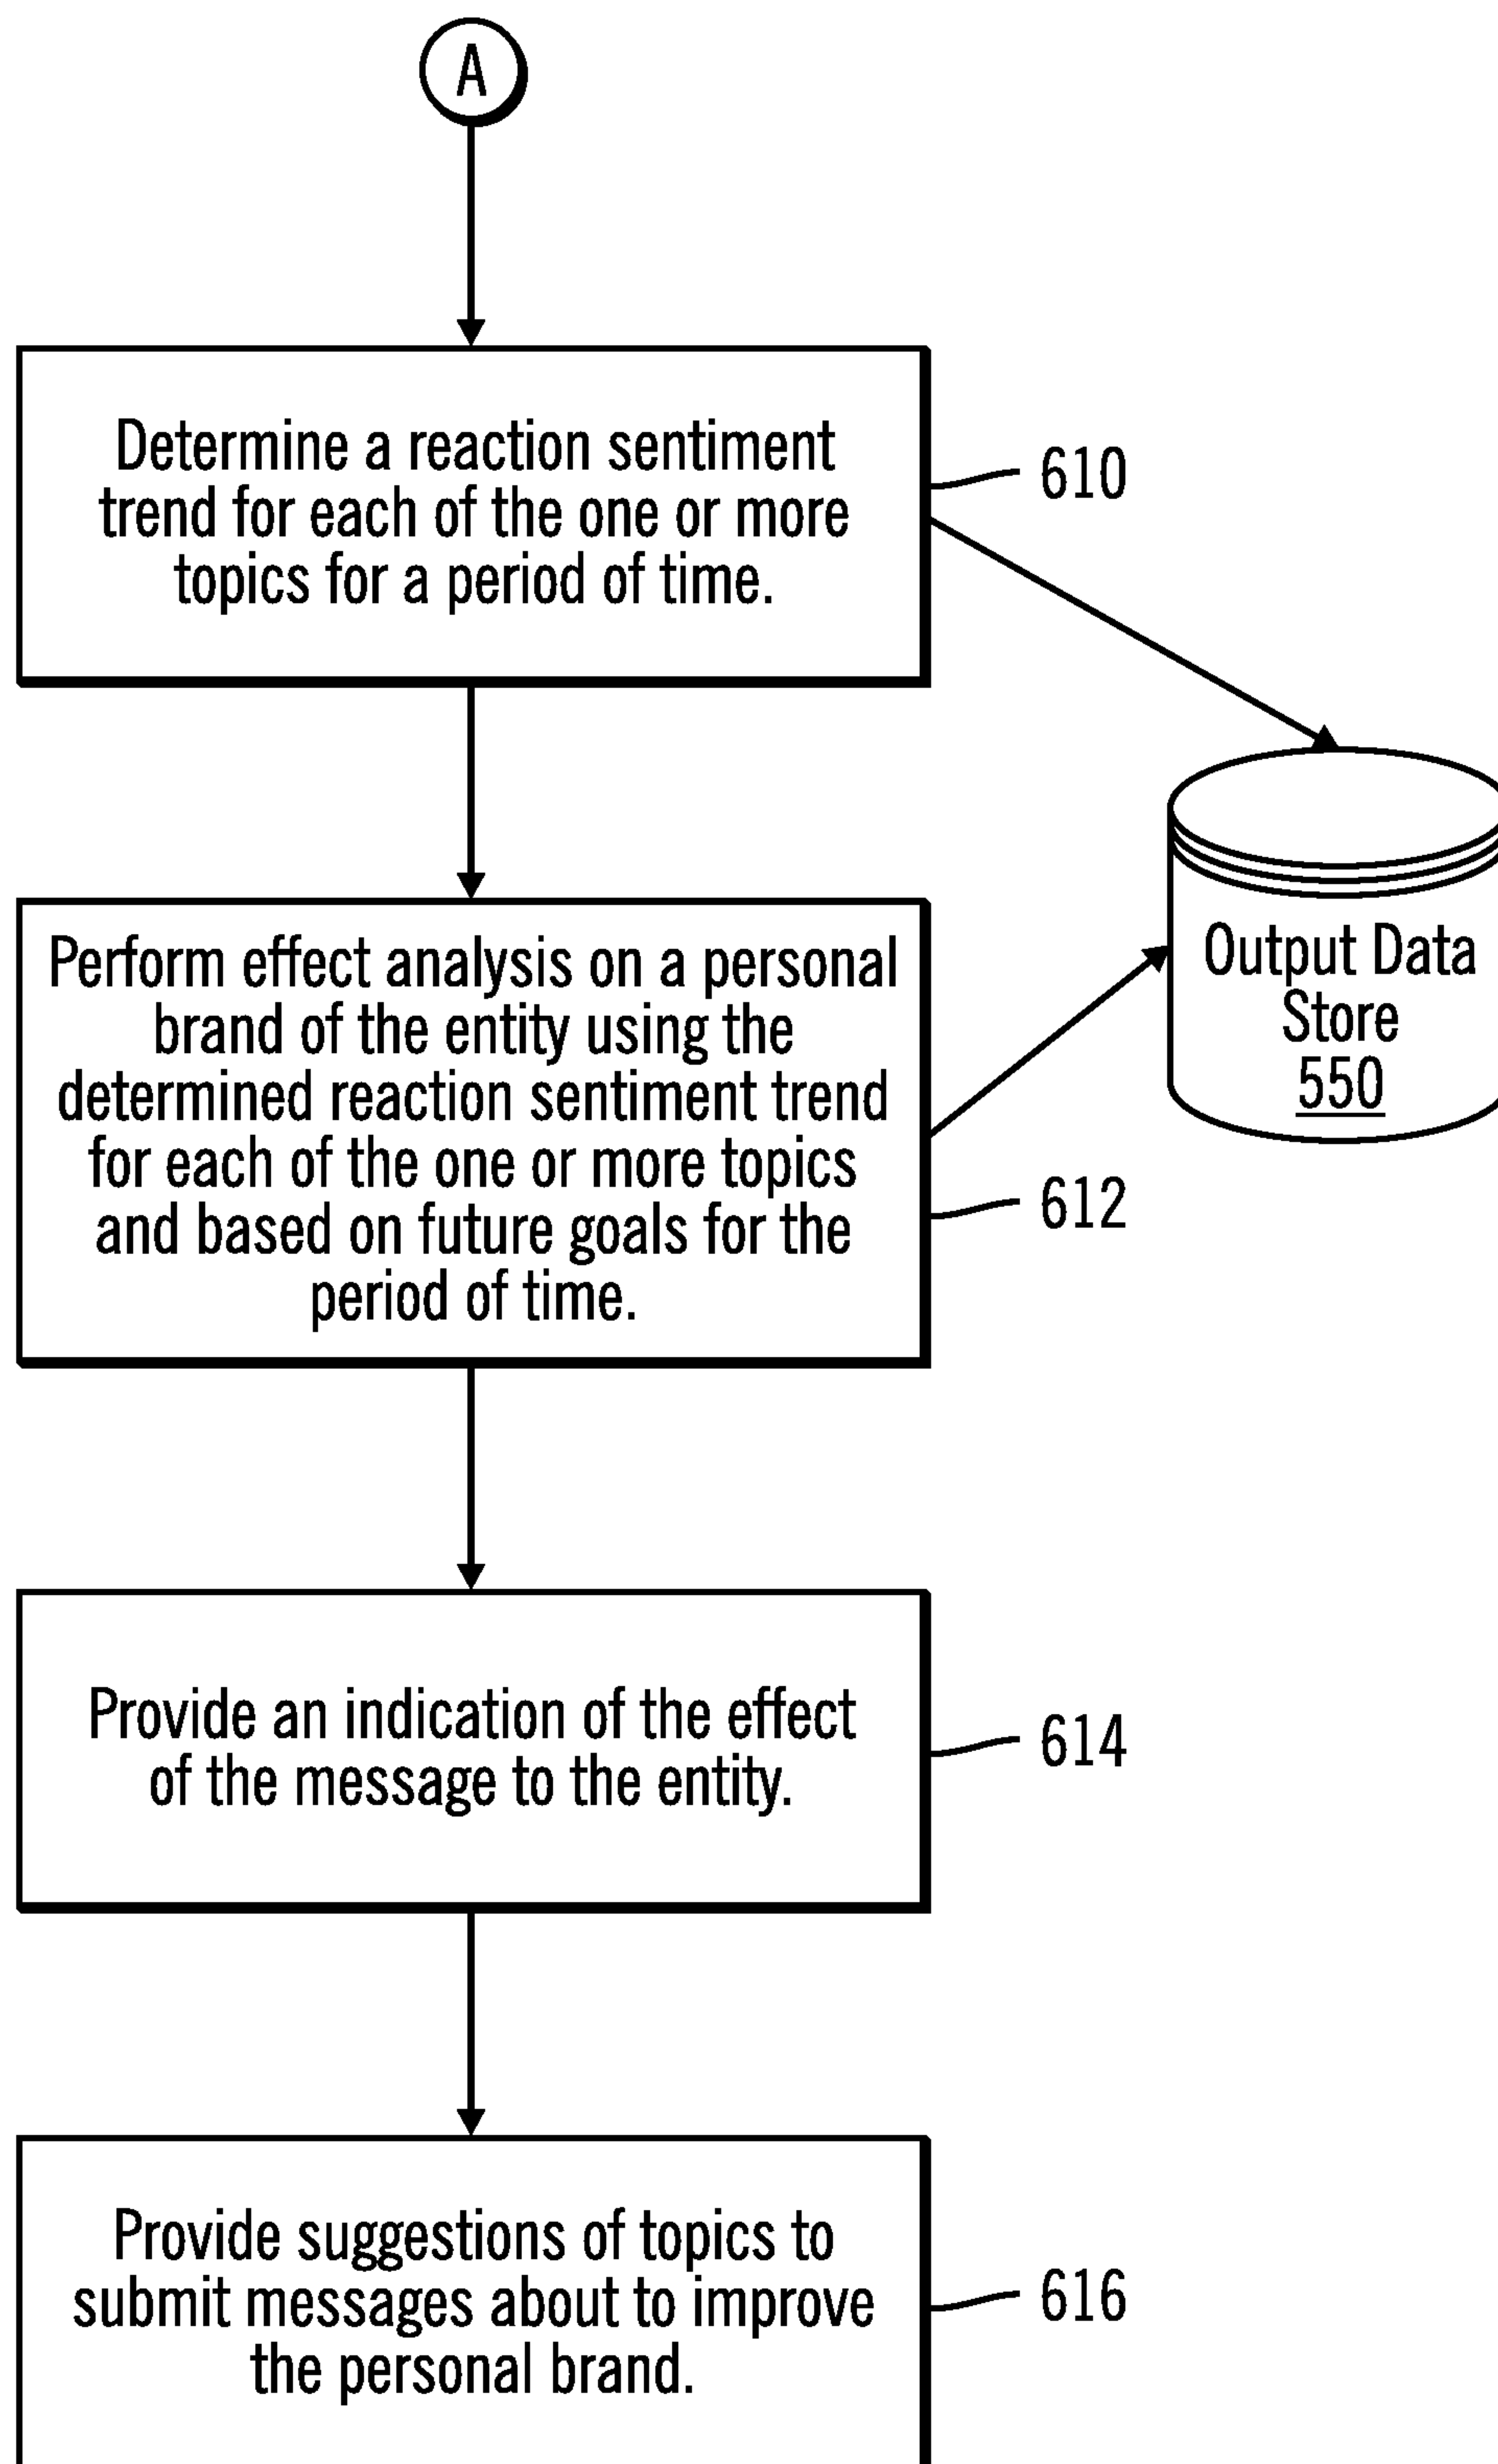 A
Determine a reaction sentiment
trend for each of the one or more
topics for a period of time.
610
Output Data
Store
550
Perform effect analysis on a personal
brand of the entity using the
determined reaction sentiment trend
for each of the one or more topics
and based on future goals for the
period of time.
612
Provide an indication of the effect
of the message to the entity.
614
Provide suggestions of topics to
submit messages about to improve
the personal brand.
616